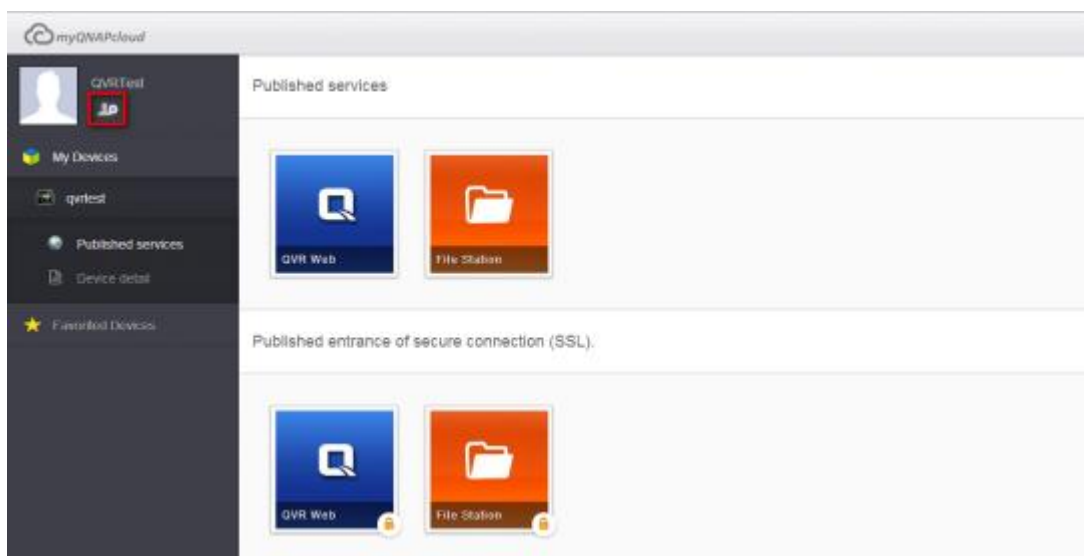 myQNAPcloud
QVRTest
My Devices
qvrtest
Published services
Device detail
Favorited Devices
Published services
QVR Web
File Station
Published entrance of secure connection (SSL).
QVR Web
File Station